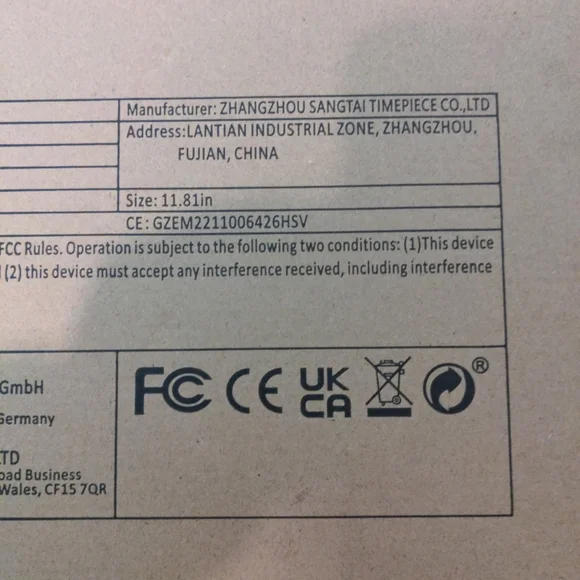 Manufacturer: ZHANGZHOU SANGTAI TIMEPIECE CO.,LTD
Address:LANTIAN INDUSTRIAL ZONE, ZHANGZHOU,
FUJIAN, CHINA
Size: 11.81in
CE: GZEM2211006426HSV
FCC Rules. Operation is subject to the following two conditions: (1)This device
(2) this device must accept any interference received, including interference
GmbH
Germany
LTD
oad Business
Wales, CF15 7QR
FC CE UK
CA ®